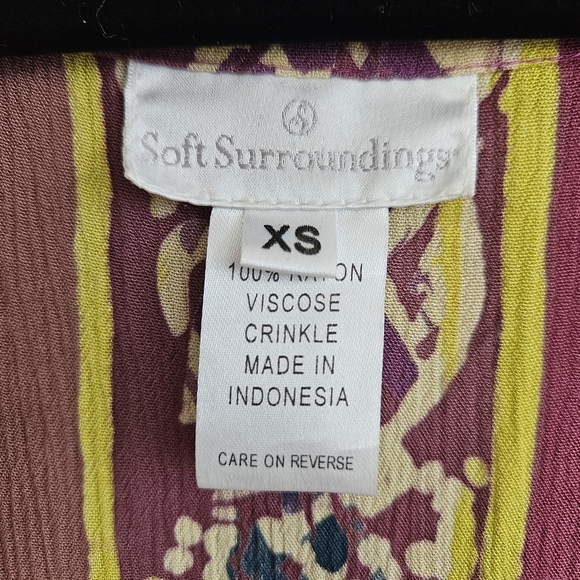 Soft Surroundings
XS
100% RAYON
VISCOSE
CRINKLE
MADE IN
INDONESIA
CARE ON REVERSE